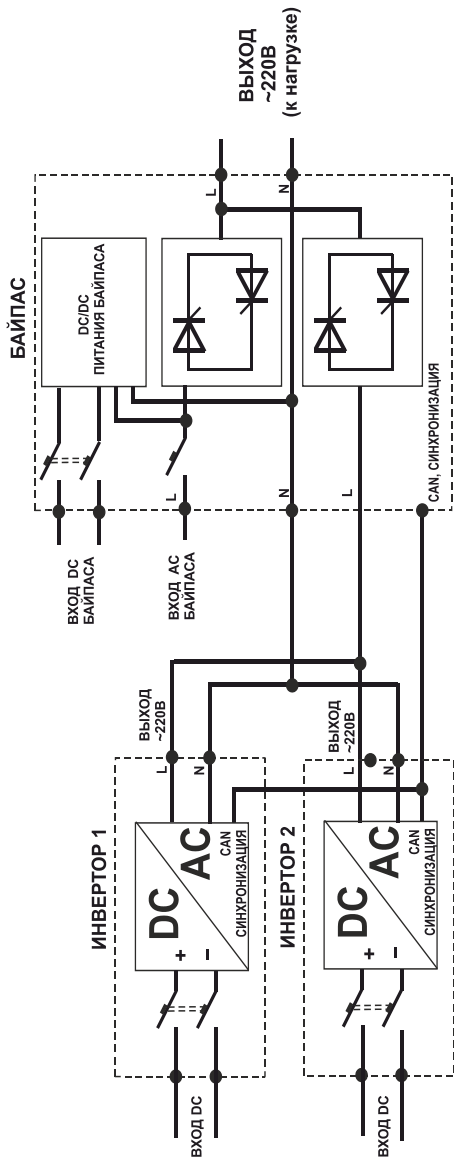 БАЙПАС
DC/DC
ПИТАНИЯ БАЙПАСА
ВХОД DC
БАЙПАСА
L
ВХОД AC
БАЙПАСА
L
N
ВЫХОД
~220В
(к нагрузке)
N
L
CAN, СИНХРОНИЗАЦИЯ
ИНВЕРТОР 1
DC
AC
+
−
CAN
СИНХРОНИЗАЦИЯ
L
N
ВЫХОД
~220В
ВХОД DC
ИНВЕРТОР 2
DC
AC
+
−
CAN
СИНХРОНИЗАЦИЯ
L
N
ВЫХОД
~220В
ВХОД DC